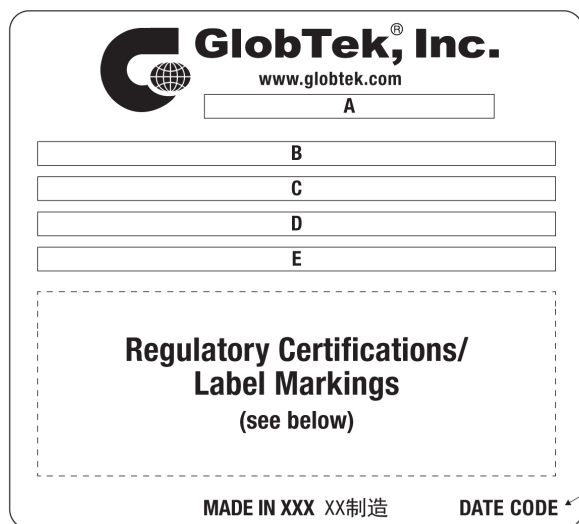 GlobTek®, Inc.
www.globtek.com
A
B
C
D
E
Regulatory Certifications/
Label Markings
(see below)
MADE IN XXX XX制造 DATE CODE